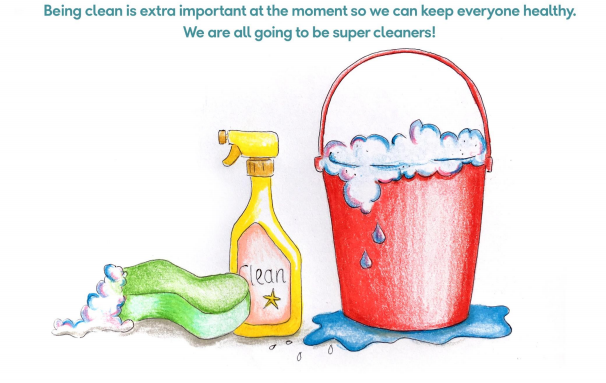 Being clean is extra important at the moment so we can keep everyone healthy.
We are all going to be super cleaners!
Clean